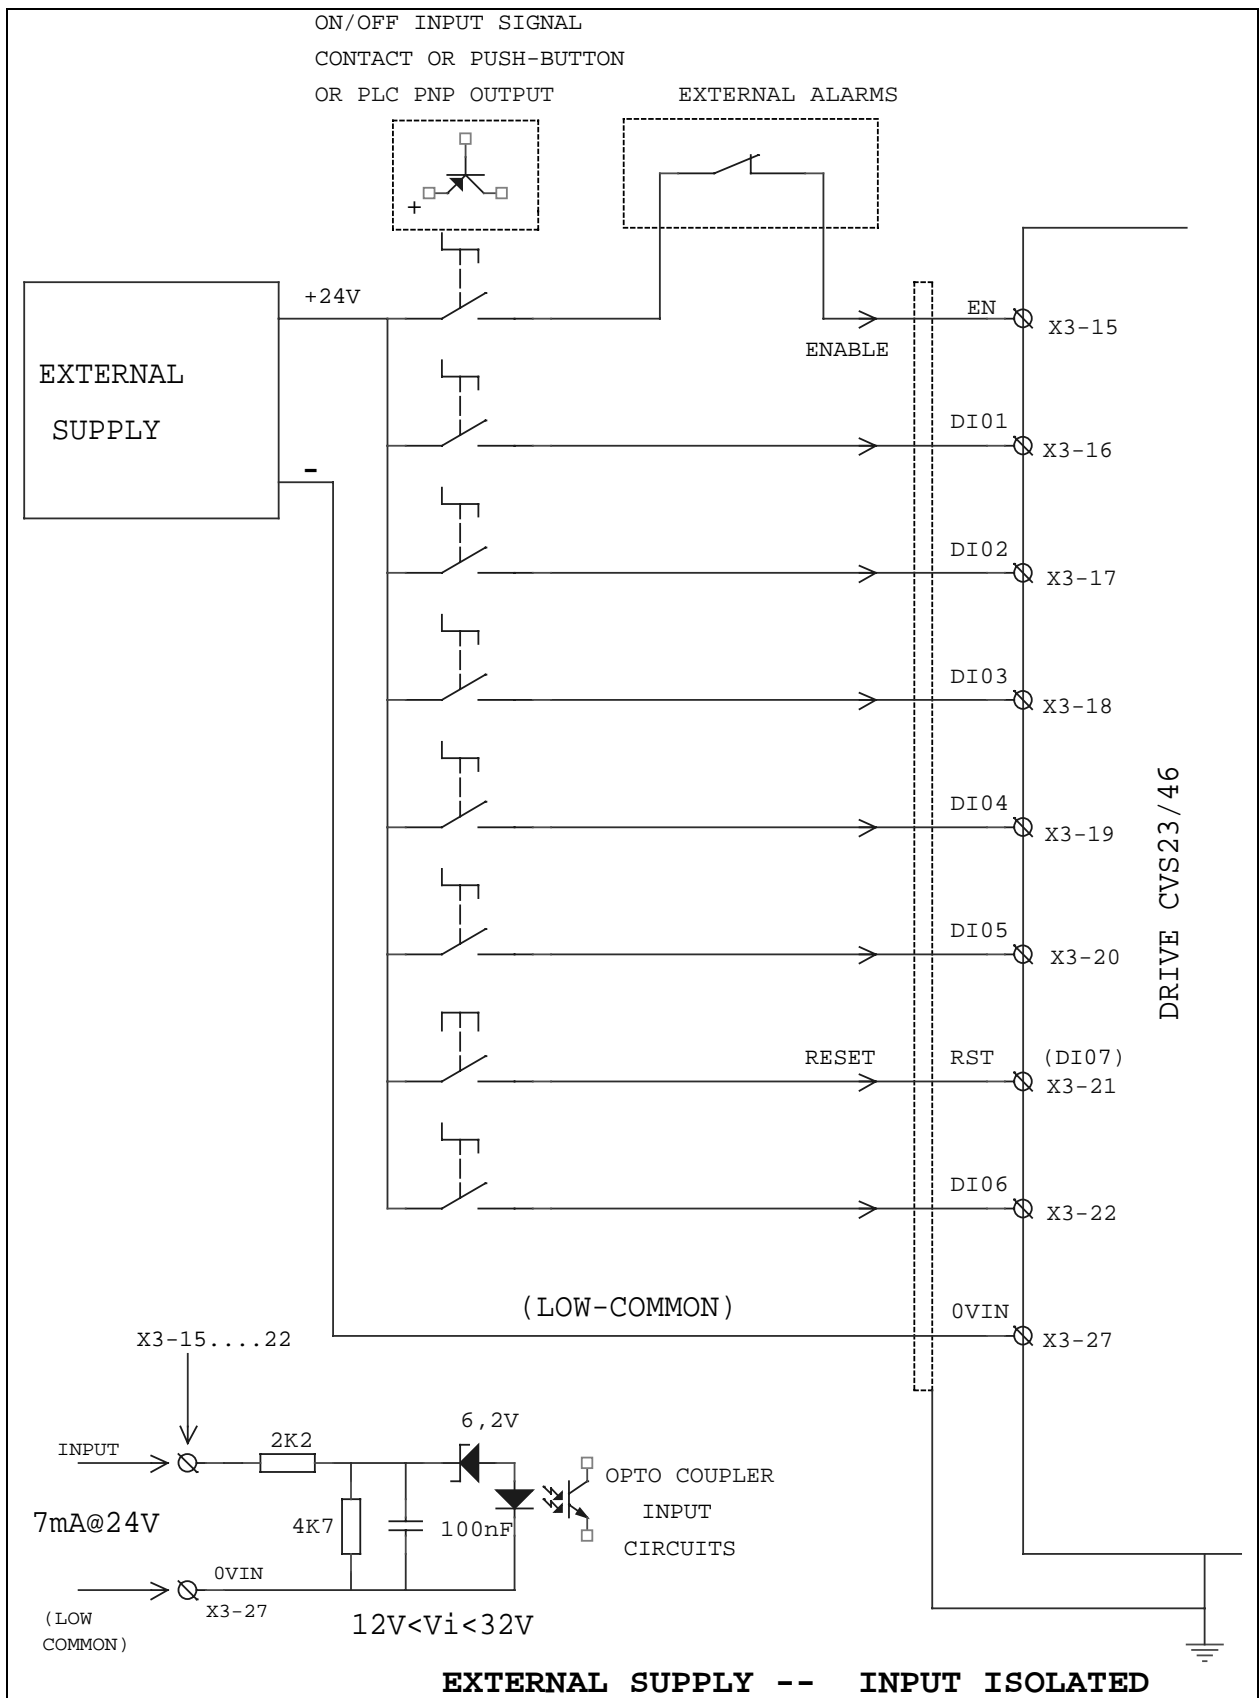 ON/OFF INPUT SIGNAL
CONTACT OR PUSH-BUTTON
OR PLC PNP OUTPUT
EXTERNAL ALARMS
+
+24V
EN
X3-15
ENABLE
EXTERNAL
SUPPLY
-
DI01
X3-16
DI02
X3-17
DI03
X3-18
DI04
X3-19
DRIVE CVS23/46
DI05
X3-20
RESET
RST
(DI07)
X3-21
DI06
X3-22
(LOW-COMMON)
0VIN
X3-27
X3-15....22
INPUT
2K2
6,2V
OPTO COUPLER
INPUT
CIRCUITS
7mA@24V
4K7
100nF
0VIN
X3-27
(LOW
COMMON)
12V<Vi<32V
EXTERNAL SUPPLY -- INPUT ISOLATED